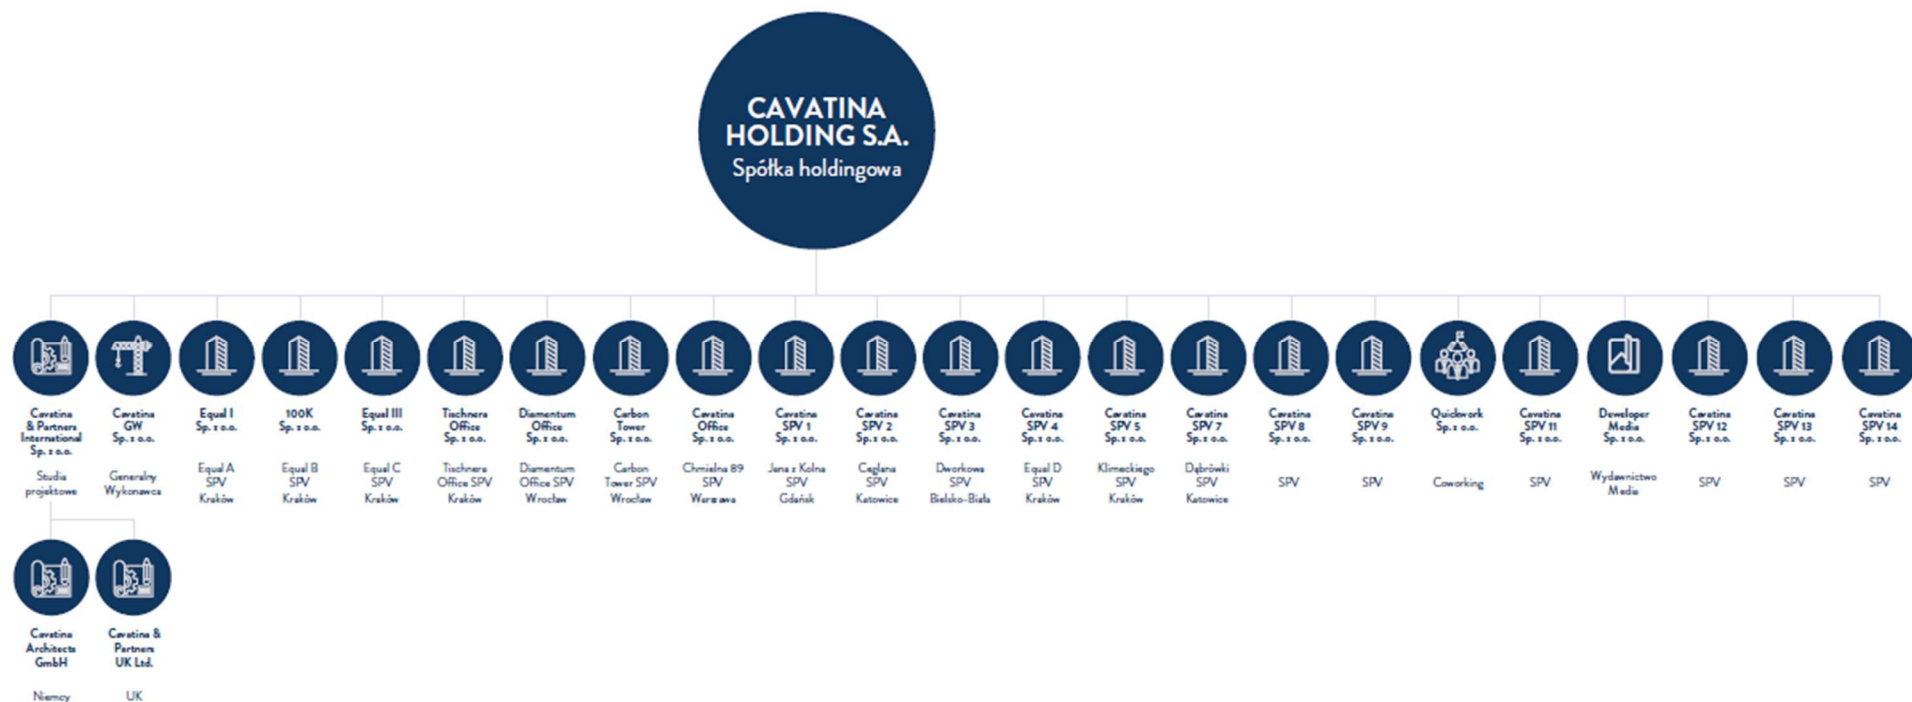 CAVATINA
HOLDING S.A.
Spółka holdingowa
Cavatina
& Partners
International
Sp. z o.o.
Studia
projektowe
Cavatina
GW
Sp. z o.o.
Generalny
Wykonawca
Equal I
Sp. z o.o.
Equal A
SPV
Kraków
100K
Sp. z o.o.
Equal B
SPV
Kraków
Equal III
Sp. z o.o.
Equal C
SPV
Kraków
Tischnera
Office
Sp. z o.o.
Tischnera
Office SPV
Kraków
Diamentum
Office
Sp. z o.o.
Diamentum
Office SPV
Wrocław
Carbon
Tower
Sp. z o.o.
Carbon
Tower SPV
Wrocław
Cavatina
Office
Sp. z o.o.
Chmielna 89
SPV
Warszawa
Cavatina
SPV 1
Sp. z o.o.
Jana z Kolna
SPV
Gdańsk
Cavatina
SPV 2
Sp. z o.o.
Ceglana
SPV
Katowice
Cavatina
SPV 3
Sp. z o.o.
Dworkowa
SPV
Bielsko-Biała
Cavatina
SPV 4
Sp. z o.o.
Equal D
SPV
Kraków
Cavatina
SPV 5
Sp. z o.o.
Klimeckiego
SPV
Kraków
Cavatina
SPV 7
Sp. z o.o.
Dąbrówki
SPV
Katowice
Cavatina
SPV 8
Sp. z o.o.
SPV
Cavatina
SPV 9
Sp. z o.o.
SPV
Quickwork
Sp. z o.o.
Coworking
Cavatina
SPV 11
Sp. z o.o.
SPV
Deweloper
Media
Sp. z o.o.
Wydawnictwo
Media
Cavatina
SPV 12
Sp. z o.o.
SPV
Cavatina
SPV 13
Sp. z o.o.
SPV
Cavatina
SPV 14
Sp. z o.o.
SPV
Cavatina
Architects
GmbH
Niemcy
Cavatina &
Partners
UK Ltd.
UK